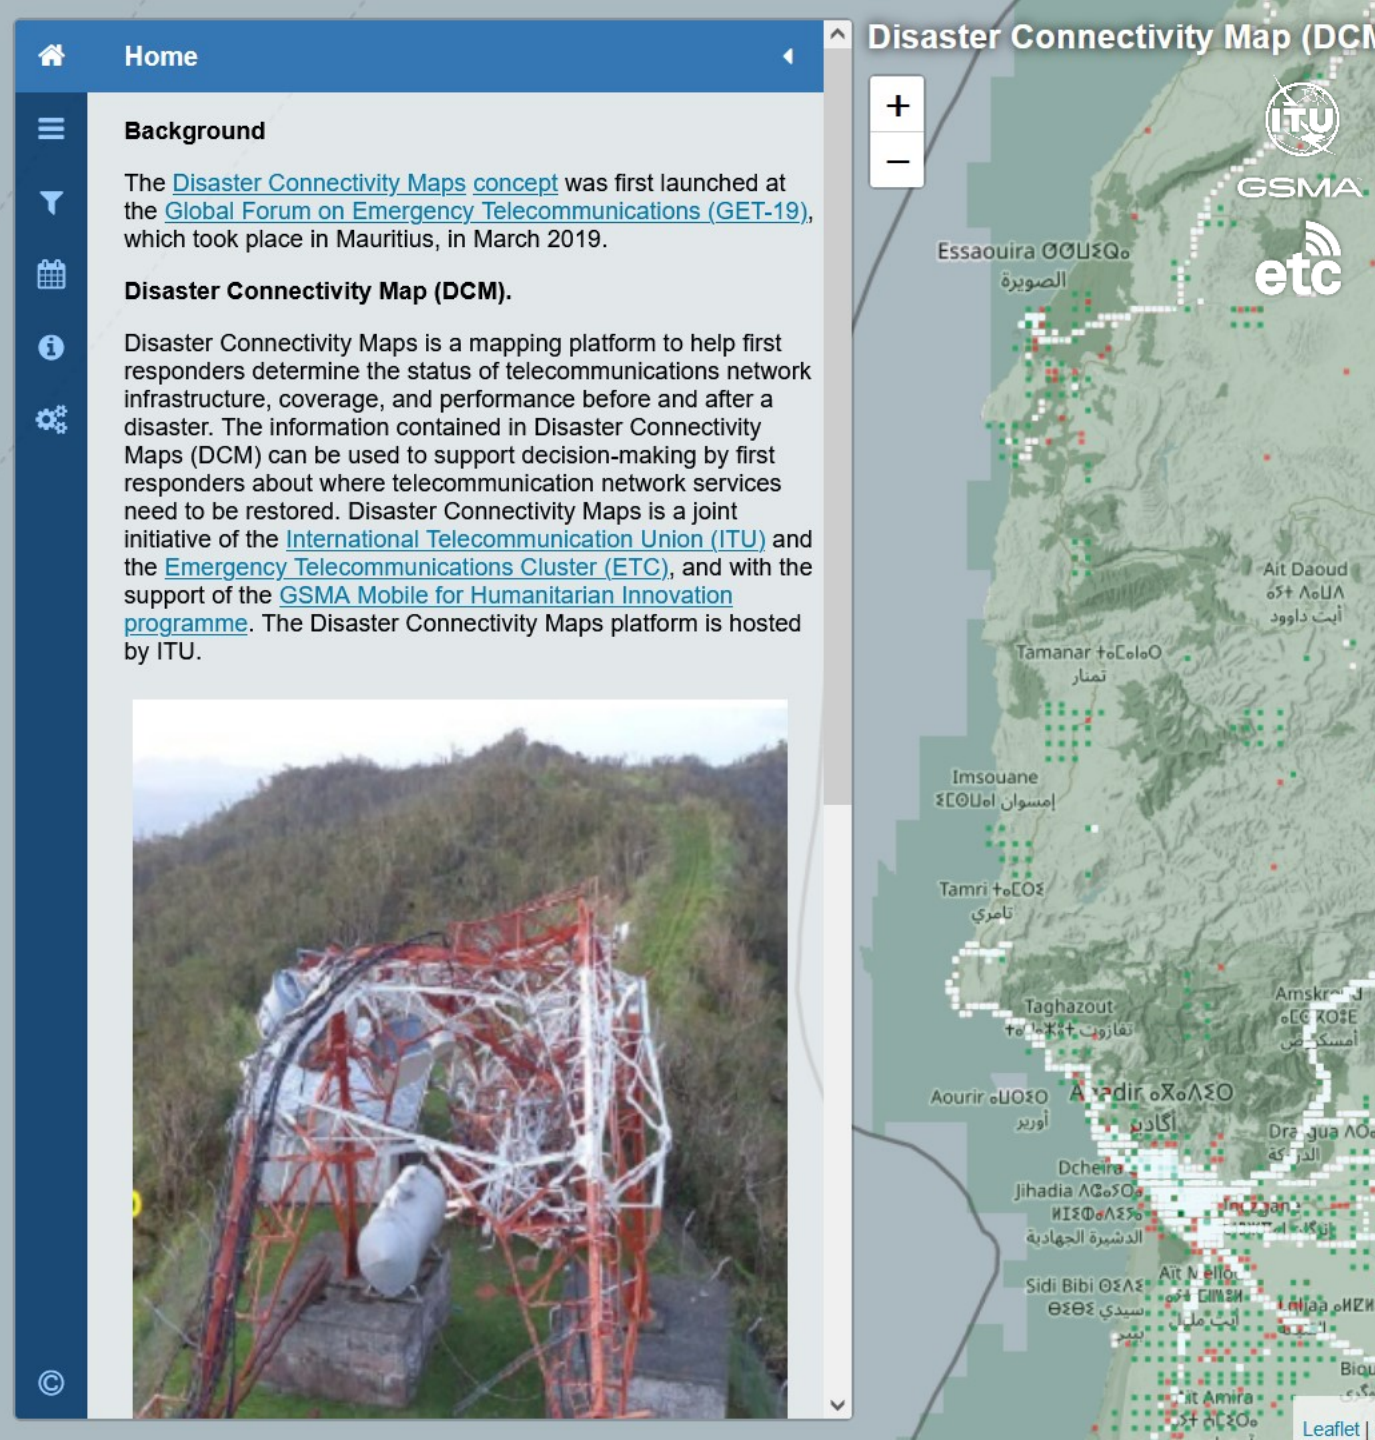 Home
Background
The Disaster Connectivity Maps concept was first launched at
the Global Forum on Emergency Telecommunications (GET-19),
which took place in Mauritius, in March 2019.
Disaster Connectivity Map (DCM).
Disaster Connectivity Maps is a mapping platform to help first
responders determine the status of telecommunications network
infrastructure, coverage, and performance before and after a
disaster. The information contained in Disaster Connectivity
Maps (DCM) can be used to support decision-making by first
responders about where telecommunication network services
need to be restored. Disaster Connectivity Maps is a joint
initiative of the International Telecommunication Union (ITU) and
the Emergency Telecommunications Cluster (ETC), and with the
support of the GSMA Mobile for Humanitarian Innovation
programme. The Disaster Connectivity Maps platform is hosted
by ITU.
©
Disaster Connectivity Map (DCM
+
−
ITU
GSMA
etc
Essaouira
الصويرة
Ait Daoud
أيت داوود
Tamanar
تمنار
Imsouane
إمسوان
Tamri
تامري
Taghazout
تغازوت
Aourir
أورير
أكادير
Dcheira
Jihadia
الدشيرة الجهادية
Sidi Bibi
سيدي
Leaflet |